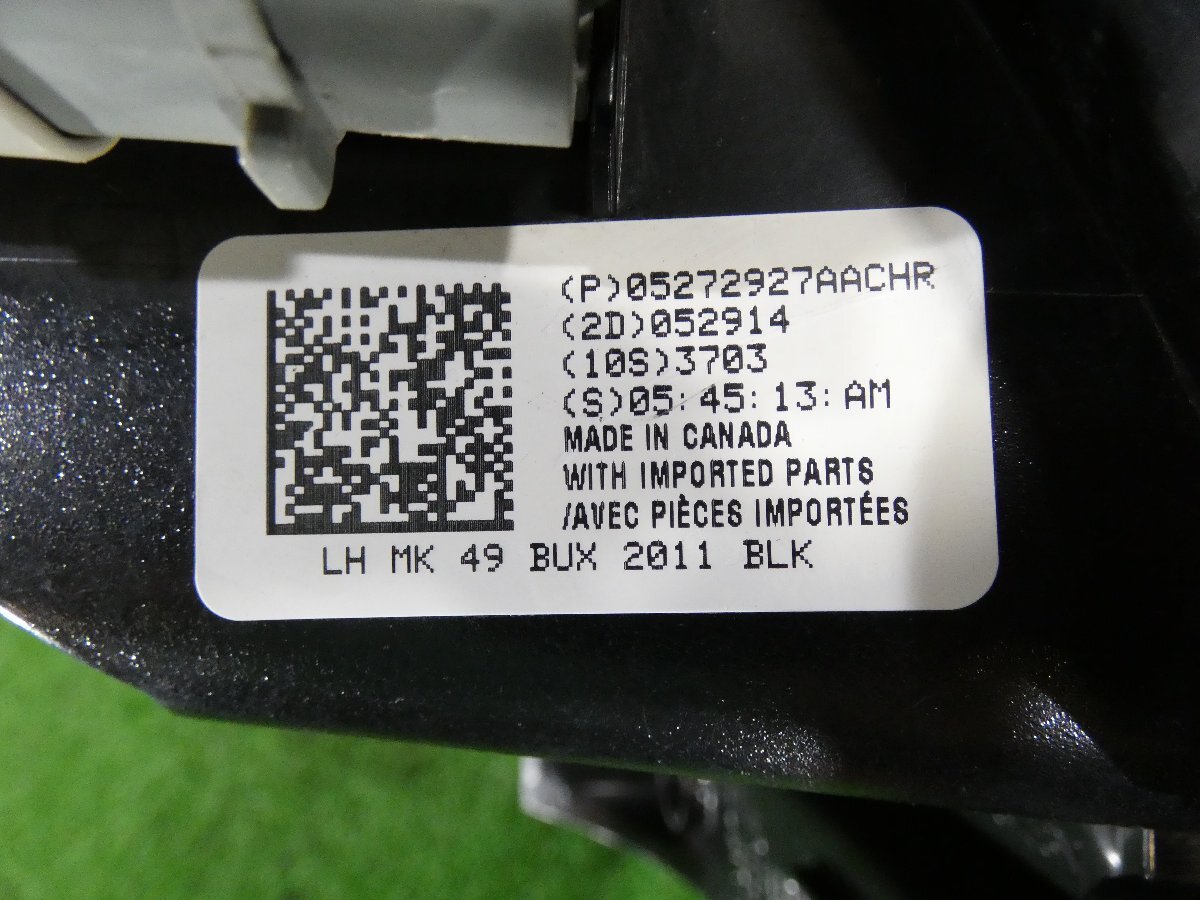 (P)05272927AACHR
(2D)052914
(10S)3703
(S)05:45:13:AM
MADE IN CANADA
WITH IMPORTED PARTS
/AVEC PIÈCES IMPORTÉES
LH MK 49 BUX 2011 BLK